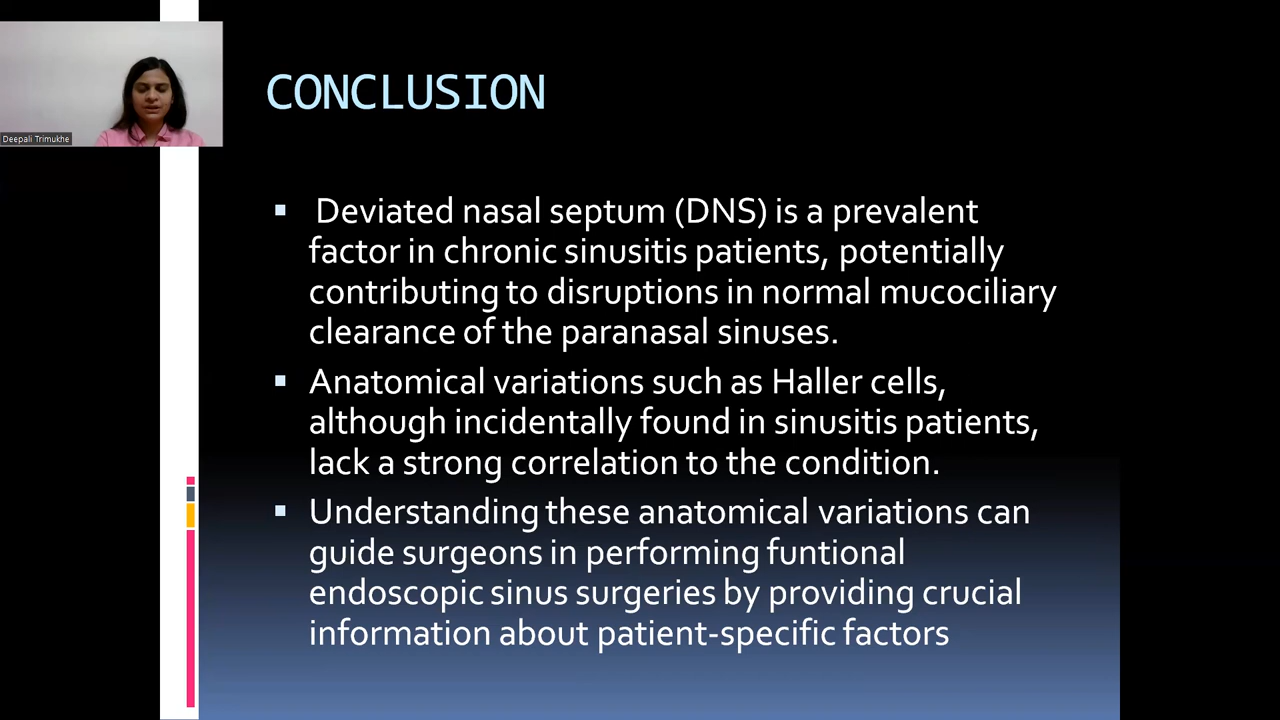 CONCLUSION
Deepali Trimukhe
▪ Deviated nasal septum (DNS) is a prevalent
factor in chronic sinusitis patients, potentially
contributing to disruptions in normal mucociliary
clearance of the paranasal sinuses.
▪ Anatomical variations such as Haller cells,
although incidentally found in sinusitis patients,
lack a strong correlation to the condition.
▪ Understanding these anatomical variations can
guide surgeons in performing funtional
endoscopic sinus surgeries by providing crucial
information about patient-specific factors